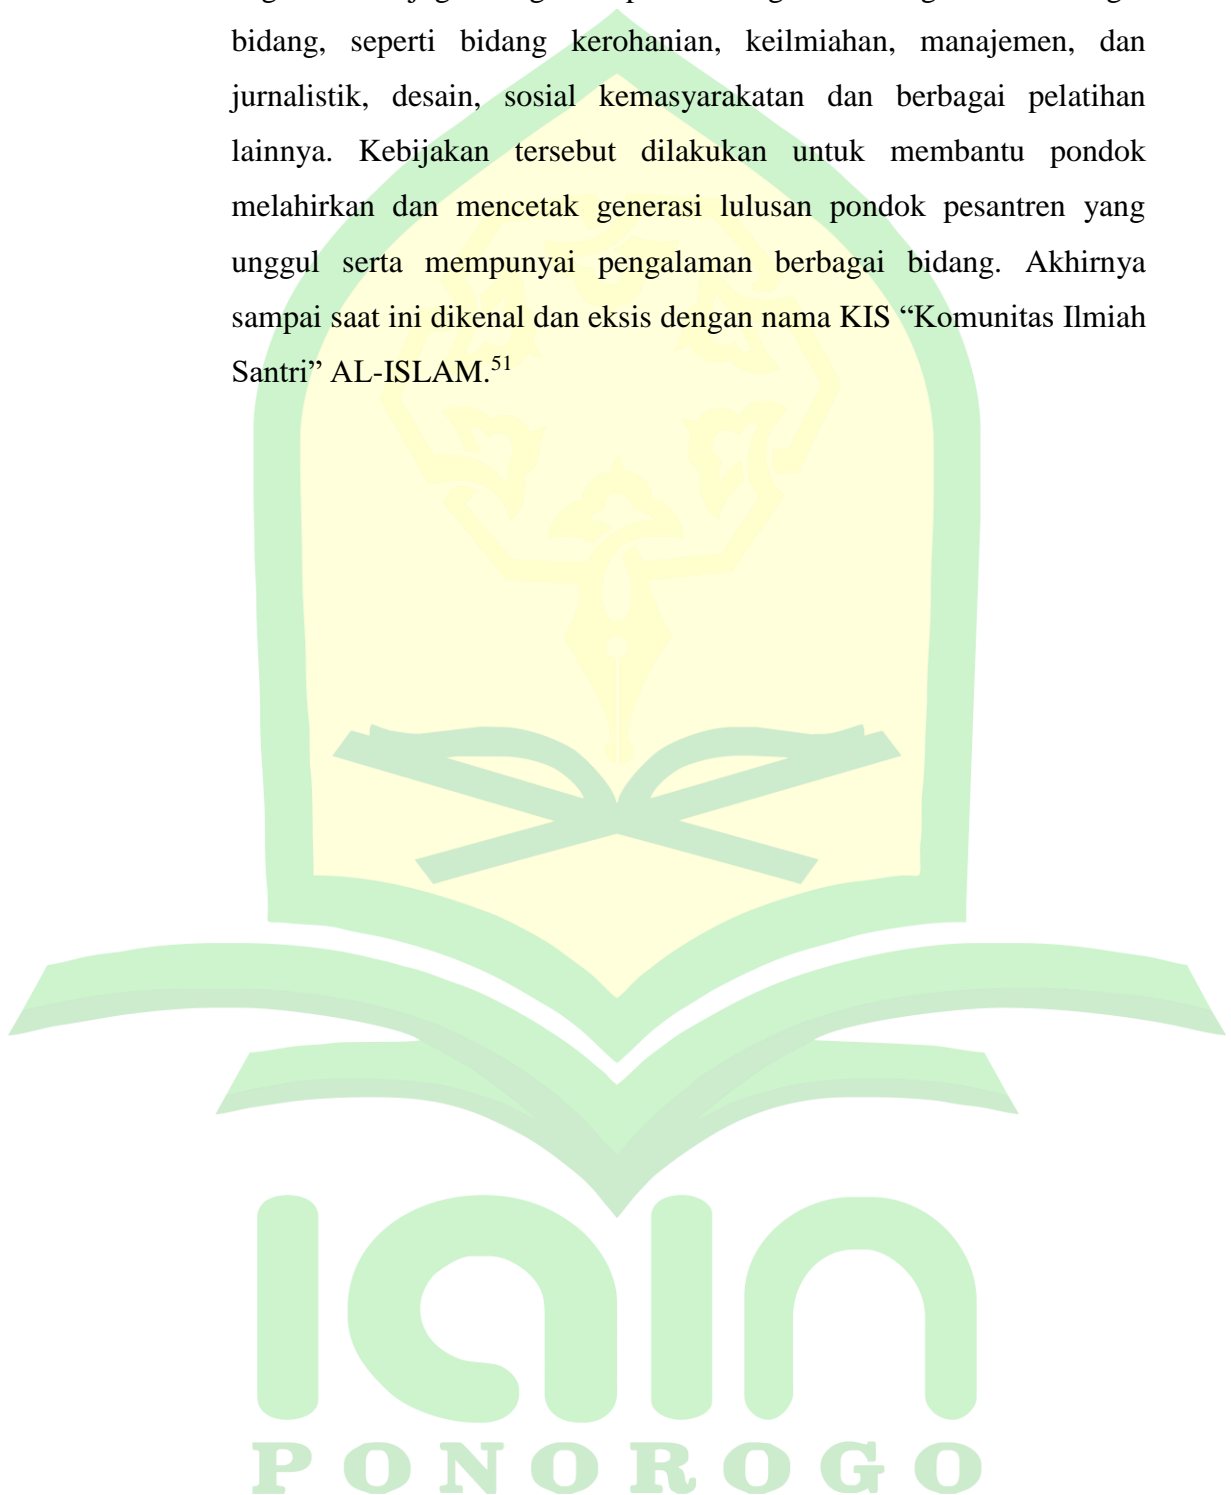 bidang, seperti bidang kerohanian, keilmiahan, manajemen, dan
jurnalistik, desain, sosial kemasyarakatan dan berbagai pelatihan
lainnya. Kebijakan tersebut dilakukan untuk membantu pondok
melahirkan dan mencetak generasi lulusan pondok pesantren yang
unggul serta mempunyai pengalaman berbagai bidang. Akhirnya
sampai saat ini dikenal dan eksis dengan nama KIS “Komunitas Ilmiah
Santri” AL-ISLAM.51
IAIN
PONOROGO